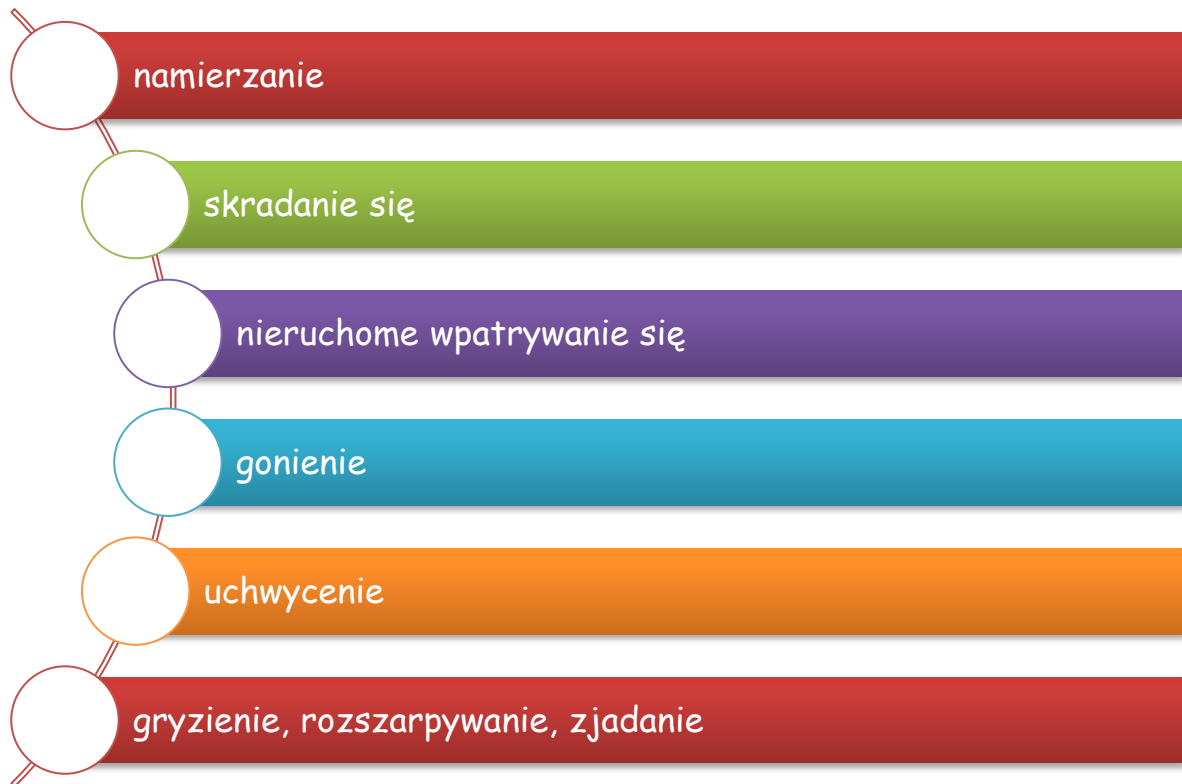 namierzanie
skradanie się
nieruchome wpatrywanie się
gonienie
uchwycenie
gryzienie, rozszarpywanie, zjadanie